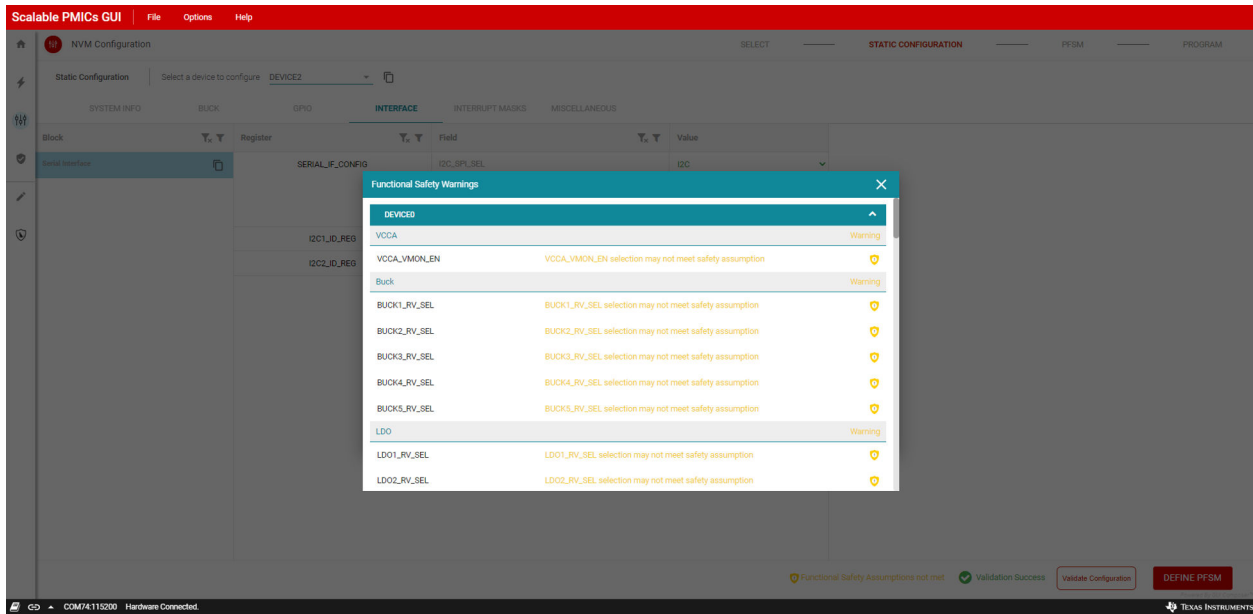 Scalable PMICs GUI File Options Help
NVM Configuration SELECT STATIC CONFIGURATION PFSM PROGRAM
Static Configuration Select a device to configure DEVICE2
SYSTEM INFO BUCK GPIO INTERFACE INTERRUPT MASKS MISCELLANEOUS
Block Register Field Value
Serial Interface SERIAL_IF_CONFIG I2C_SPI_SEL I2C
Functional Safety Warnings
DEVICE0
I2C1_ID_REG VCCA Warning
I2C2_ID_REG VCCA_VMON_EN VCCA_VMON_EN selection may not meet safety assumption
Buck Warning
BUCK1_RV_SEL BUCK1_RV_SEL selection may not meet safety assumption
BUCK2_RV_SEL BUCK2_RV_SEL selection may not meet safety assumption
BUCK3_RV_SEL BUCK3_RV_SEL selection may not meet safety assumption
BUCK4_RV_SEL BUCK4_RV_SEL selection may not meet safety assumption
BUCK5_RV_SEL BUCK5_RV_SEL selection may not meet safety assumption
LDO Warning
LDO1_RV_SEL LDO1_RV_SEL selection may not meet safety assumption
LDO2_RV_SEL LDO2_RV_SEL selection may not meet safety assumption
Functional Safety Assumptions not met Validation Success Validate Configuration DEFINE PFSM
COM74:115200 Hardware Connected. TEXAS INSTRUMENTS